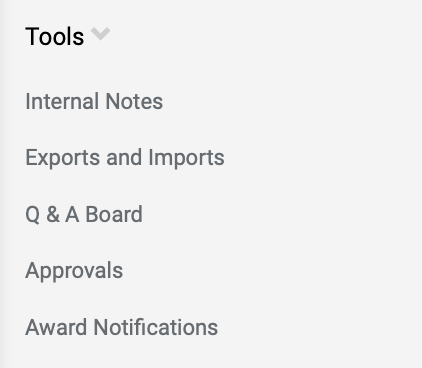 Tools
Internal Notes
Exports and Imports
Q & A Board
Approvals
Award Notifications